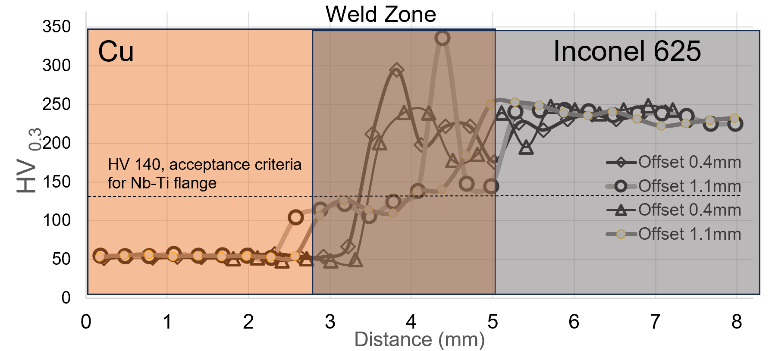 Weld Zone
350
300
250
200
150
100
50
0
HV 0.3
Cu
Inconel 625
HV 140, acceptance criteria
for Nb-Ti flange
Offset 0.4mm
Offset 1.1mm
Offset 0.4mm
Offset 1.1mm
0 1 2 3 4 5 6 7 8
Distance (mm)